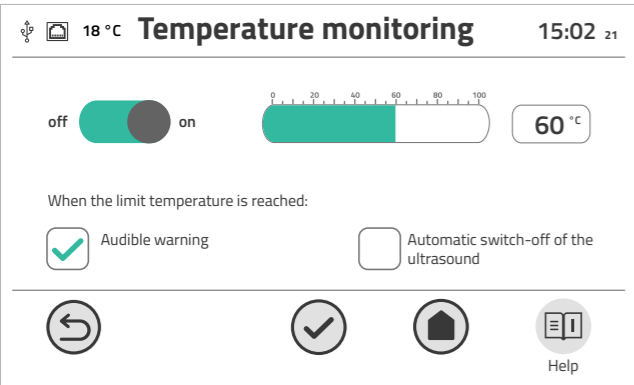 18 °C Temperature monitoring 15:02 21
0 20 40 60 80 100
off on 60 °C
When the limit temperature is reached:
Audible warning
Automatic switch-off of the
ultrasound
Help